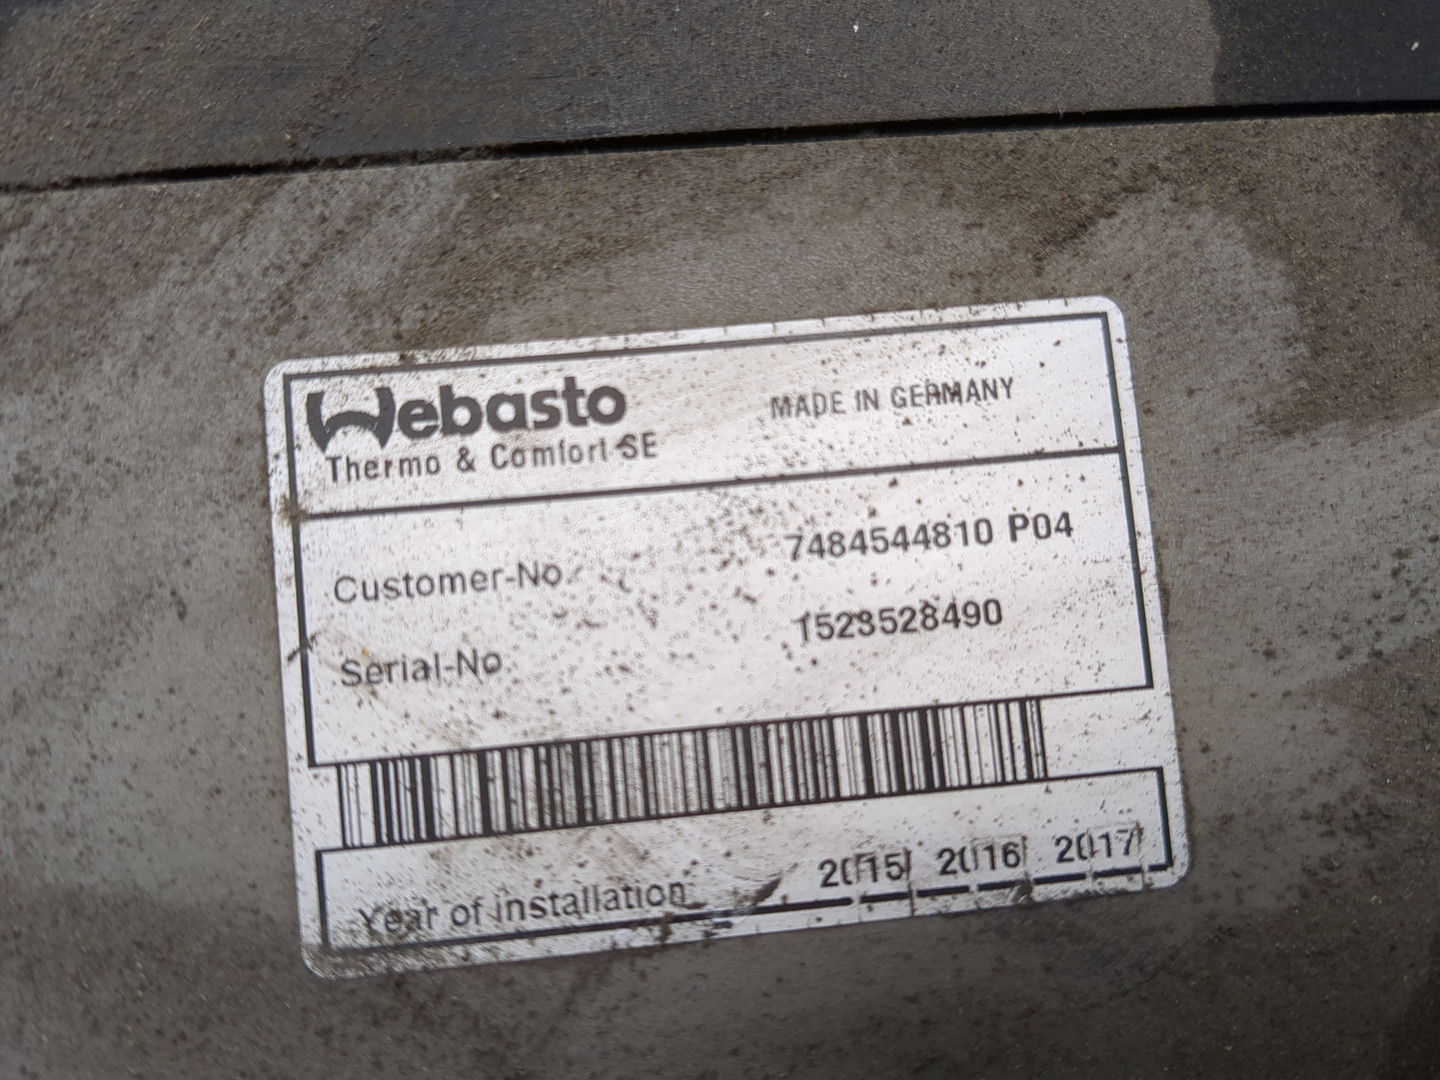 Webasto
Thermo & Comfort SE
MADE IN GERMANY
Customer-No. 7484544810 P04
Serial-No. 1523528490
Year of installation 2015 2016 2017